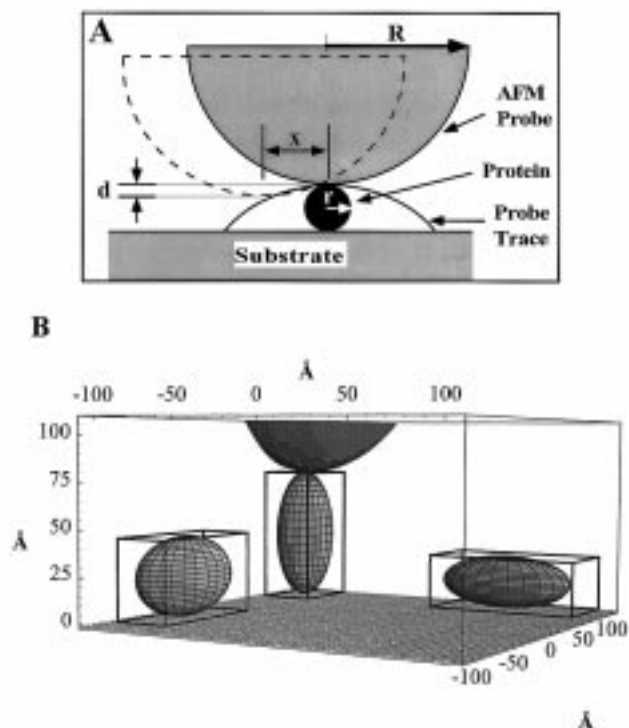 A
R
AFM
Probe
X
d
r
Protein
Probe
Trace
Substrate
B
Å
-100 -50 0 50 100
100
75
50
25
0
Å
100
50
0
-50
-100
Å